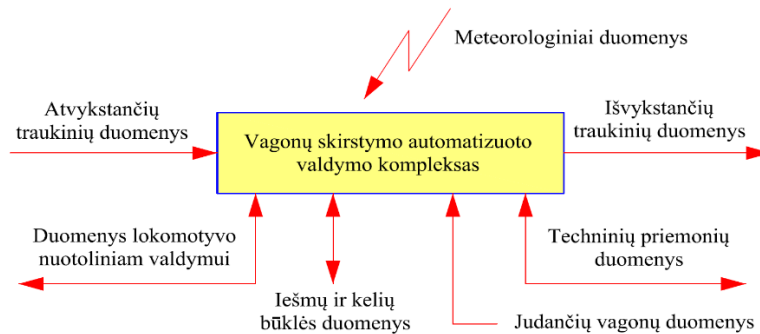 Meteorologiniai duomenys
Atvykstančių
traukinių duomenys
Vagonų skirstymo automatizuoto
valdymo kompleksas
Išvykstančių
traukinių duomenys
Duomenys lokomotyvo
nuotoliniam valdymui
Iešmų ir kelių
būklės duomenys
Techninių priemonių
duomenys
Judančių vagonų duomenys